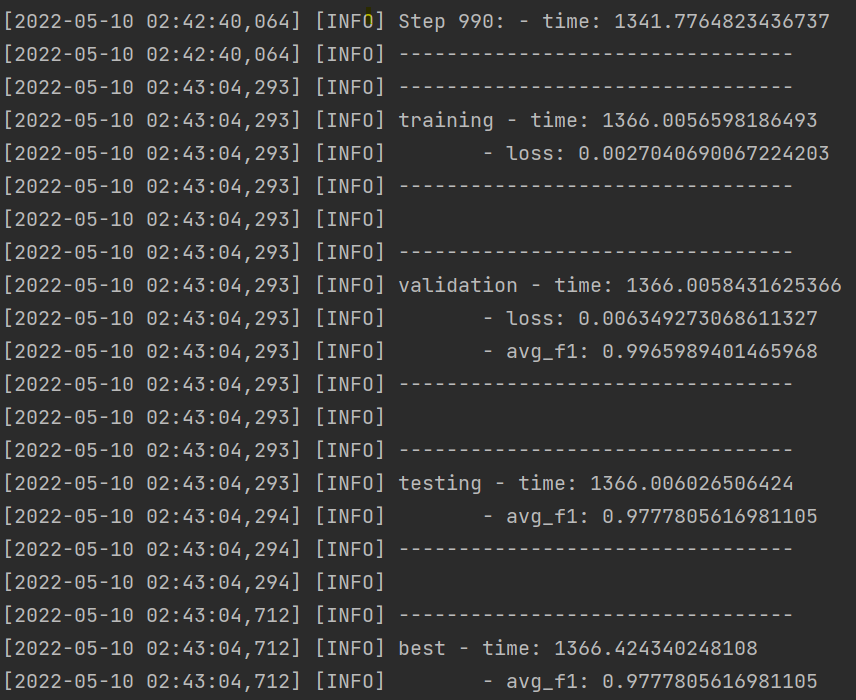 [2022-05-10 02:42:40,064] [INFO] Step 990: - time: 1341.7764823436737
[2022-05-10 02:42:40,064] [INFO] ---------------------------------
[2022-05-10 02:43:04,293] [INFO] ---------------------------------
[2022-05-10 02:43:04,293] [INFO] training - time: 1366.0056598186493
[2022-05-10 02:43:04,293] [INFO]        - loss: 0.0027040690067224203
[2022-05-10 02:43:04,293] [INFO] ---------------------------------
[2022-05-10 02:43:04,293] [INFO]
[2022-05-10 02:43:04,293] [INFO] ---------------------------------
[2022-05-10 02:43:04,293] [INFO] validation - time: 1366.0058431625366
[2022-05-10 02:43:04,293] [INFO]        - loss: 0.006349273068611327
[2022-05-10 02:43:04,293] [INFO]        - avg_f1: 0.9965989401465968
[2022-05-10 02:43:04,293] [INFO] ---------------------------------
[2022-05-10 02:43:04,293] [INFO]
[2022-05-10 02:43:04,293] [INFO] ---------------------------------
[2022-05-10 02:43:04,293] [INFO] testing - time: 1366.006026506424
[2022-05-10 02:43:04,294] [INFO]        - avg_f1: 0.9777805616981105
[2022-05-10 02:43:04,294] [INFO] ---------------------------------
[2022-05-10 02:43:04,294] [INFO]
[2022-05-10 02:43:04,712] [INFO] ---------------------------------
[2022-05-10 02:43:04,712] [INFO] best - time: 1366.424340248108
[2022-05-10 02:43:04,712] [INFO]        - avg_f1: 0.9777805616981105